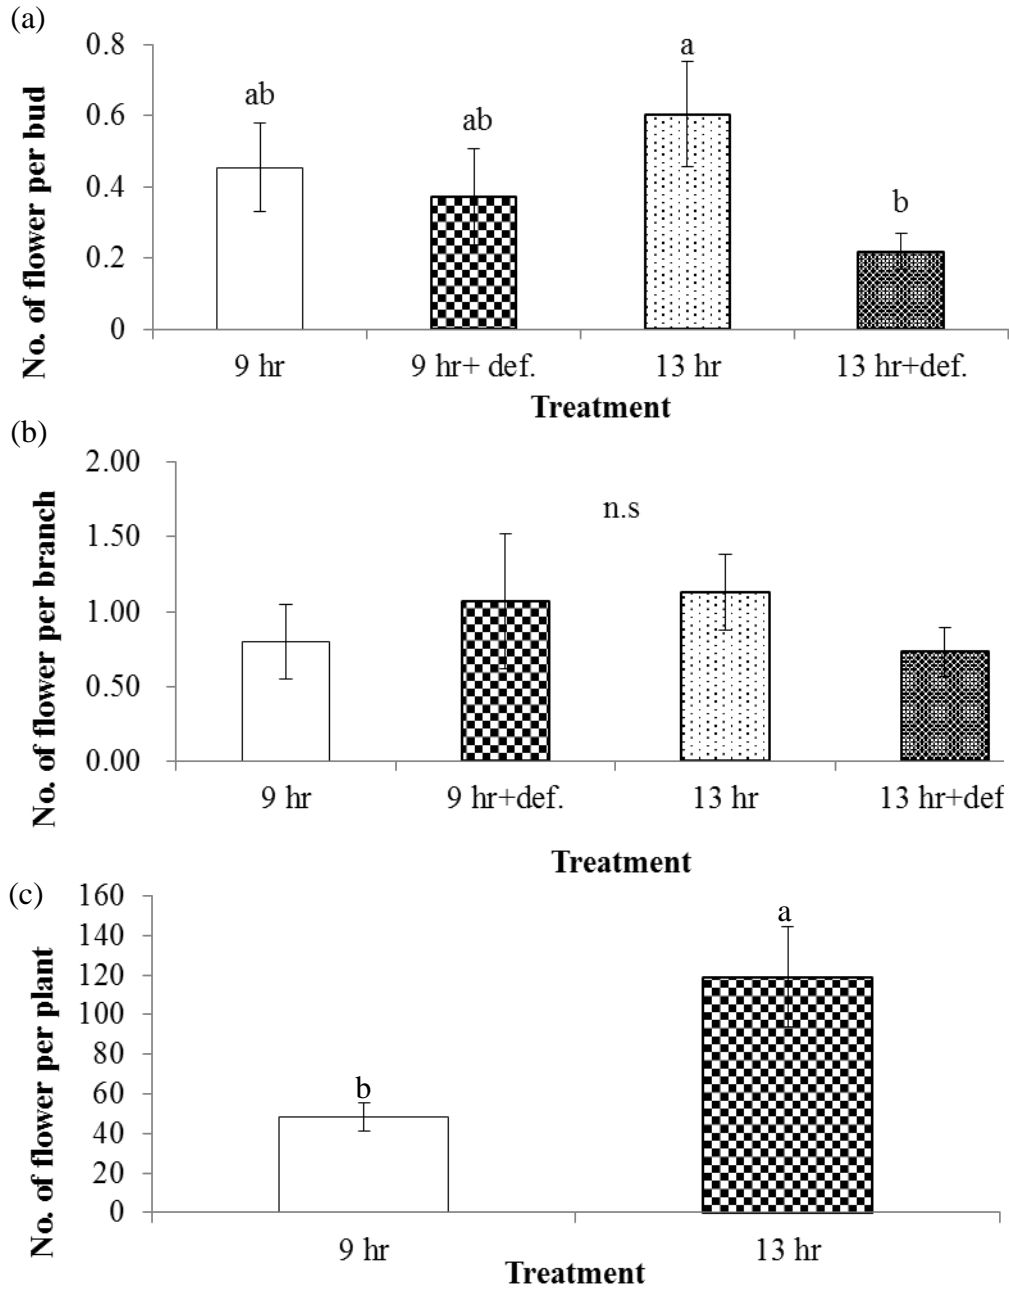 (a)
No. of flower per bud
0.8
0.6
0.4
0.2
0
ab
ab
a
b
9 hr
9 hr+ def.
13 hr
13 hr+def.
Treatment
(b)
No. of flower per branch
2.00
1.50
1.00
0.50
0.00
n.s
9 hr
9 hr+def.
13 hr
13 hr+def
Treatment
(c)
No. of flower per plant
160
140
120
100
80
60
40
20
0
b
a
9 hr
13 hr
Treatment